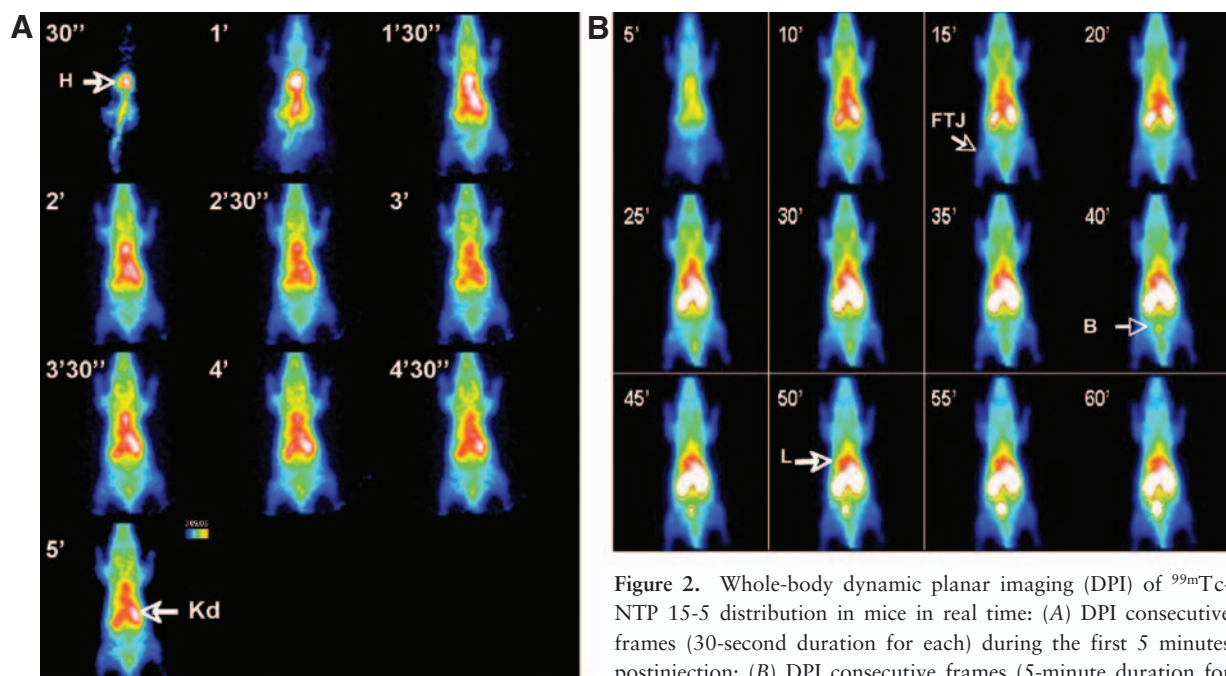 A
30''
1'
1'30''
H
2'
2'30''
3'
3'30''
4'
4'30''
5'
Kd
B
5'
10'
15'
20'
FTJ
25'
30'
35'
40'
B
45'
50'
55'
60'
L
Figure 2. Whole-body dynamic planar imaging (DPI) of 99mTc-
NTP 15-5 distribution in mice in real time: (A) DPI consecutive
frames (30-second duration for each) during the first 5 minutes
postinjection; (B) DPI consecutive frames (5-minute duration for